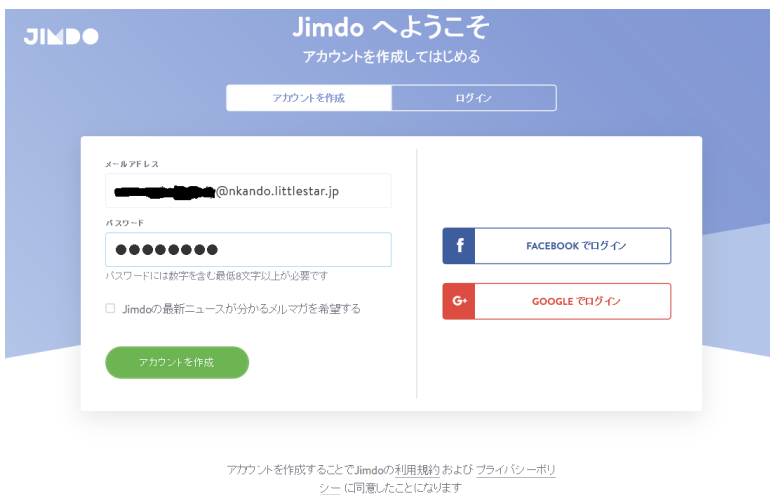 JIMDO
Jimdo へようこそ
アカウントを作成してはじめる
アカウントを作成
ログイン
メールアドレス
@nkando.littlestar.jp
パスワード
パスワードには数字を含む最低8文字以上が必要です
Jimdoの最新ニュースが分かるメルマガを希望する
アカウントを作成
f FACEBOOK でログイン
G+ GOOGLE でログイン
アカウントを作成することでJimdoの利用規約 および プライバシーポリ
シー に同意したことになります